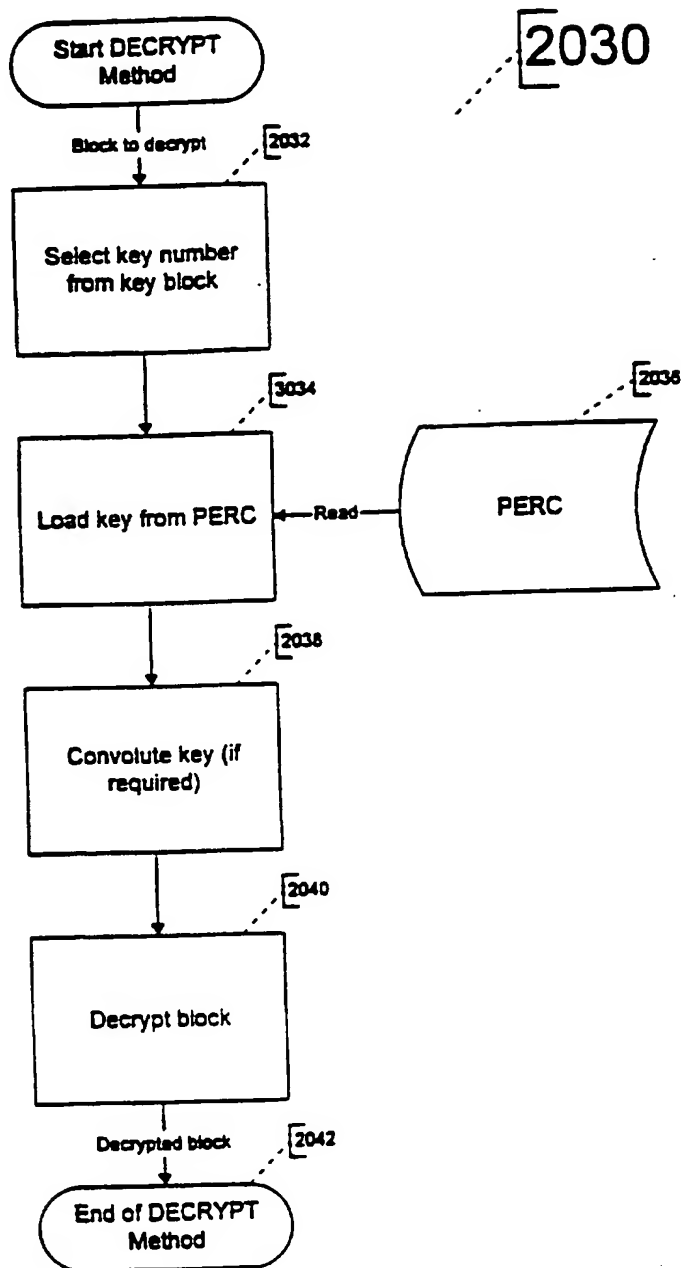 Start DECRYPT
Method
2030
Block to decrypt
2032
Select key number
from key block
3034
2036
Load key from PERC
Read
PERC
2038
Convolute key (if
required)
2040
Decrypt block
Decrypted block
2042
End of DECRYPT
Method